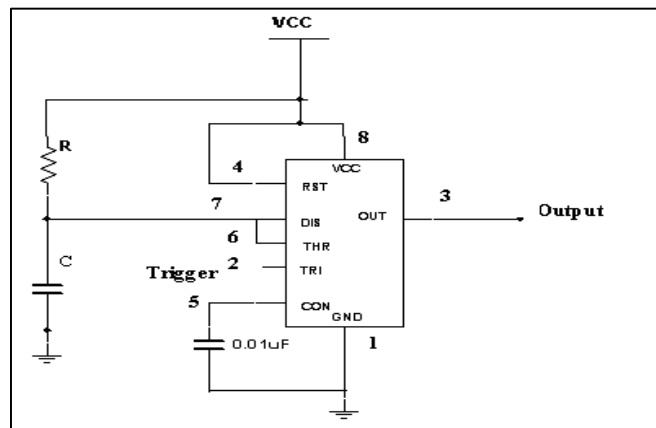 VCC
R
8
4
VCC
RST
7
3
DIS
OUT
Output
6
THR
C
Trigger
2
TRI
5
CON
GND
0.01uF
1